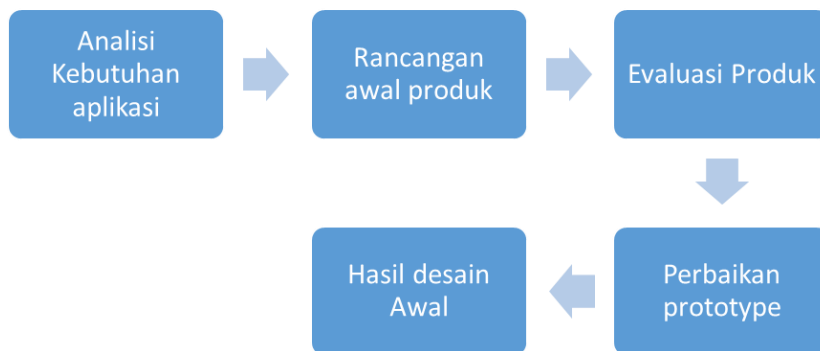 Analisi
Kebutuhan
aplikasi
Rancangan
awal produk
Evaluasi Produk
Perbaikan
prototype
Hasil desain
Awal